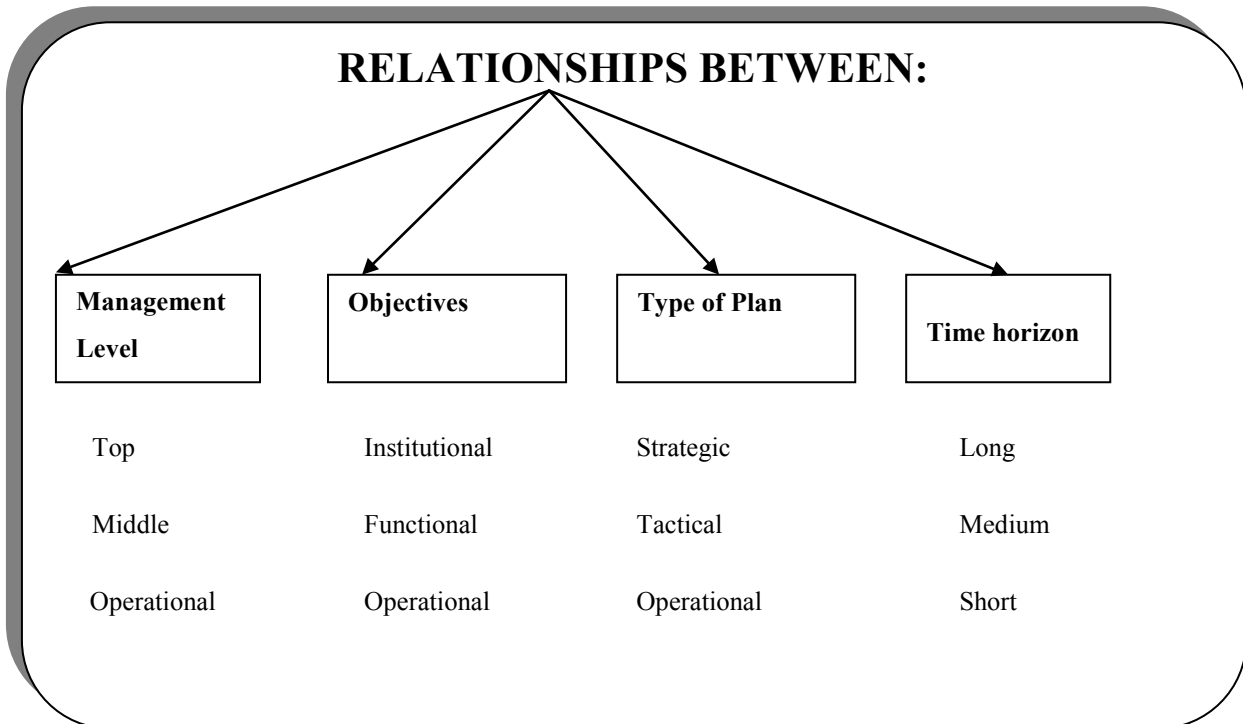 RELATIONSHIPS BETWEEN:
Management
Level
Objectives
Type of Plan
Time horizon
Top
Institutional
Strategic
Long
Middle
Functional
Tactical
Medium
Operational
Operational
Operational
Short